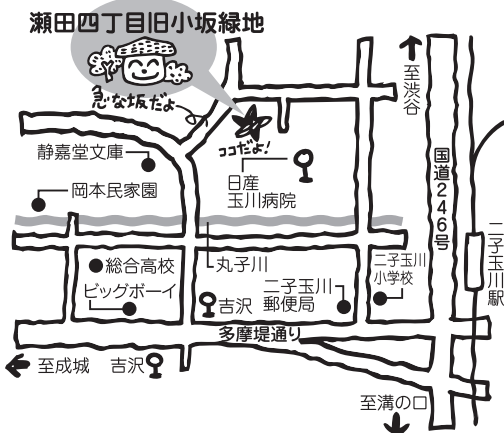 瀬田四丁目旧小坂緑地
急な坂だよ
ココだよ!
至渋谷
静嘉堂文庫
岡本民家園
日産
玉川病院
国道246号
二子玉川駅
丸子川
総合高校
ビッグボーイ
吉沢
二子玉川
郵便局
二子玉川
小学校
多摩堤通り
至成城
吉沢
至溝の口